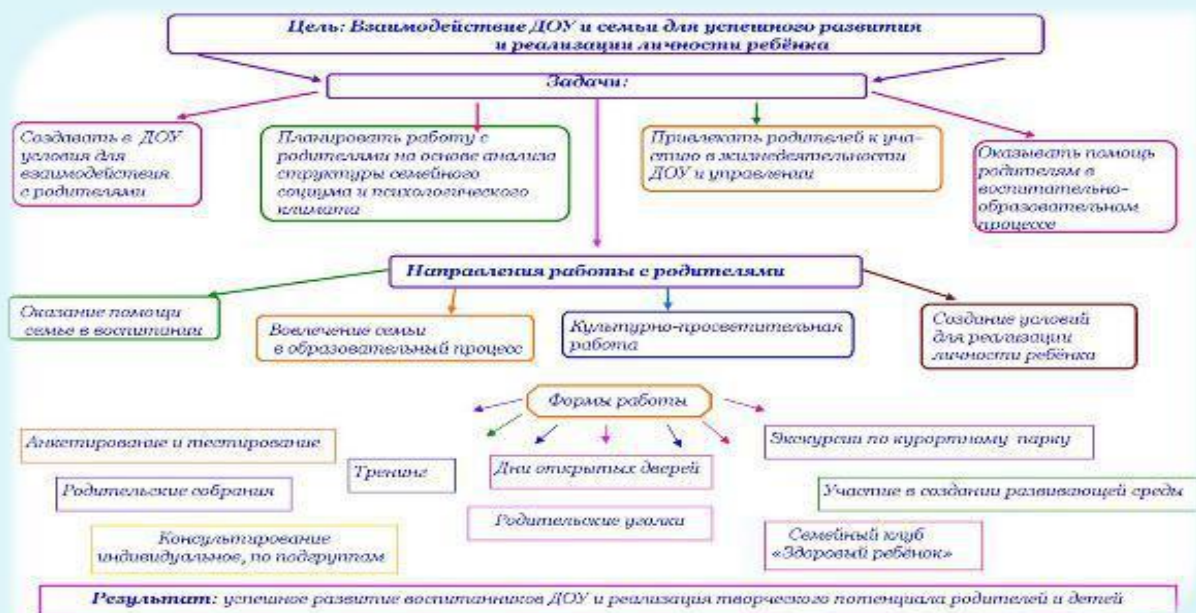 Цель: Взаимодействие ДОУ и семьи для успешного развития
и реализации личности ребёнка
Задачи:
Создавать в ДОУ
условия для
взаимодействия
с родителями
Планировать работу с
родителями на основе анализа
структуры семейного
социума и психологического
климата
Привлекать родителей к уча-
стию в жизнедеятельности
ДОУ и управлении
Оказывать помощь
родителям в
воспитательно-
образовательном
процессе
Направления работы с родителями
Оказание помощи
семье в воспитании
Вовлечение семьи
в образовательный процесс
Культурно-просветительная
работа
Создание условий
для реализации
личности ребёнка
Формы работы
Анкетирование и тестирование
Тренинг
Дни открытых дверей
Экскурсии по курортному парку
Родительские собрания
Участие в создании развивающей среды
Родительские уголки
Консультирование
индивидуальное, по подгруппам
Семейный клуб
«Здоровый ребёнок»
Результат: успешное развитие воспитанников ДОУ и реализация творческого потенциала родителей и детей